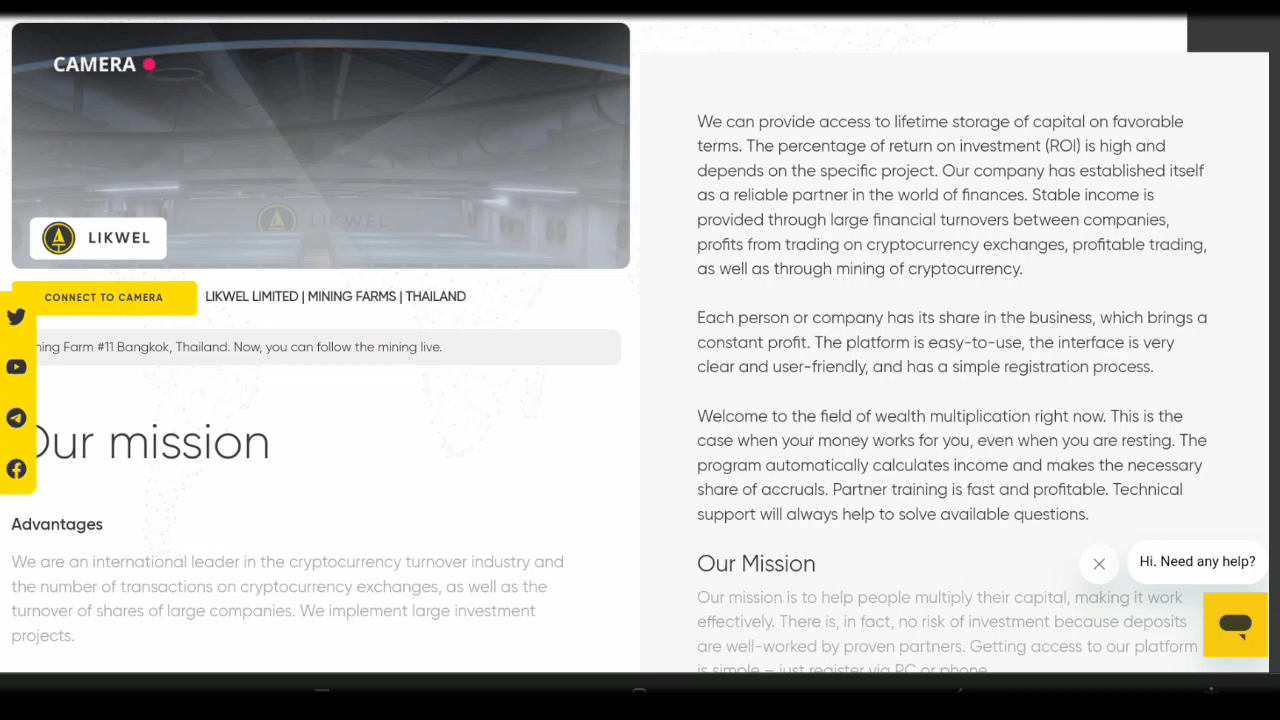 CAMERA
LIKWEL
LIKWEL
CONNECT TO CAMERA
LIKWEL LIMITED | MINING FARMS | THAILAND
ning Farm #11 Bangkok, Thailand. Now, you can follow the mining live.
Our mission
Advantages
We are an international leader in the cryptocurrency turnover industry and
the number of transactions on cryptocurrency exchanges, as well as the
turnover of shares of large companies. We implement large investment
projects.
We can provide access to lifetime storage of capital on favorable
terms. The percentage of return on investment (ROI) is high and
depends on the specific project. Our company has established itself
as a reliable partner in the world of finances. Stable income is
provided through large financial turnovers between companies,
profits from trading on cryptocurrency exchanges, profitable trading,
as well as through mining of cryptocurrency.
Each person or company has its share in the business, which brings a
constant profit. The platform is easy-to-use, the interface is very
clear and user-friendly, and has a simple registration process.
Welcome to the field of wealth multiplication right now. This is the
case when your money works for you, even when you are resting. The
program automatically calculates income and makes the necessary
share of accruals. Partner training is fast and profitable. Technical
support will always help to solve available questions.
Our Mission
Our mission is to help people multiply their capital, making it work
effectively. There is, in fact, no risk of investment because deposits
are well-worked by proven partners. Getting access to our platform
is simple – just register via PC or phone.
Hi. Need any help?